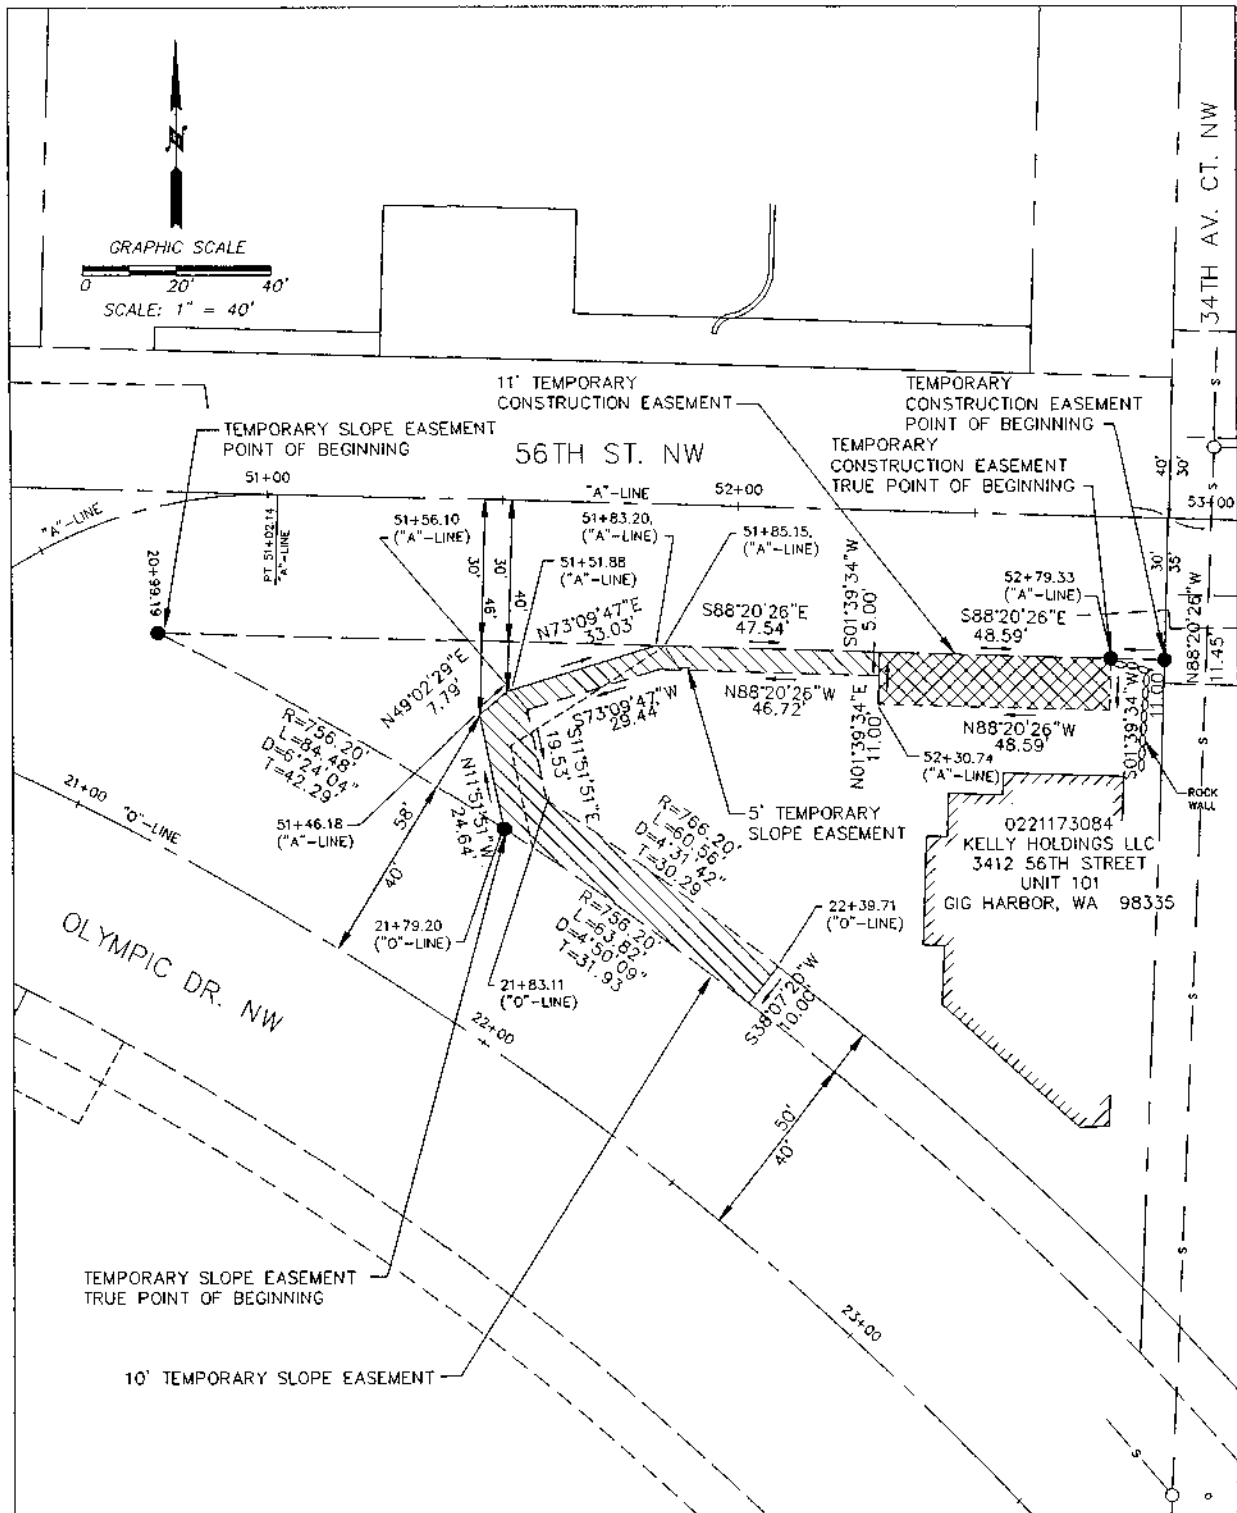 34TH AV. CT. NW
GRAPHIC SCALE
0 20' 40'
SCALE: 1" = 40'
11' TEMPORARY
CONSTRUCTION EASEMENT
TEMPORARY
CONSTRUCTION EASEMENT
POINT OF BEGINNING
TEMPORARY SLOPE EASEMENT
POINT OF BEGINNING
56TH ST. NW
TEMPORARY
CONSTRUCTION EASEMENT
TRUE POINT OF BEGINNING
40'
30'
S
51+00
"A"-LINE
52+00
53+00
"A"-LINE
PT 51+02.14
"A"-LINE
20+99.19
51+56.10
("A"-LINE)
51+83.20,
("A"-LINE)
51+85.15,
("A"-LINE)
51+51.88
("A"-LINE)
30'
46'
30'
40'
52+79.33
("A"-LINE)
30'
35'
N73°09'47"E
33.03'
S88°20'26"E
47.54'
S01°39'34"W
5.00'
S88°20'26"E
48.59'
N88°20'26"W
11.45'
N49°02'29"E
7.79'
S73°09'47"W
29.44'
N88°20'26"W
46.72'
N01°39'34"E
11.00'
N88°20'26"W
48.59'
S01°39'34"W
11.00'
R=756.20'
L=84.48'
D=6°24'04"
T=42.29'
S11°51'51"E
19.53'
52+30.74
("A"-LINE)
ROCK
WALL
21+00
"O"-LINE
51+46.18
("A"-LINE)
58'
40'
N11°51'51"W
24.64'
R=766.20'
L=60.56'
D=4°31'42"
T=30.29
5' TEMPORARY
SLOPE EASEMENT
0221173084
KELLY HOLDINGS LLC
3412 56TH STREET
UNIT 101
GIG HARBOR, WA 98335
S
R=756.20'
L=63.82'
D=4°50'09"
T=31.93
21+79.20
("O"-LINE)
22+39.71
("O"-LINE)
OLYMPIC DR. NW
21+83.11
("O"-LINE)
S38°07'20"W
10.00'
S
22+00
50'
40'
TEMPORARY SLOPE EASEMENT
TRUE POINT OF BEGINNING
S
23+00
10' TEMPORARY SLOPE EASEMENT
S